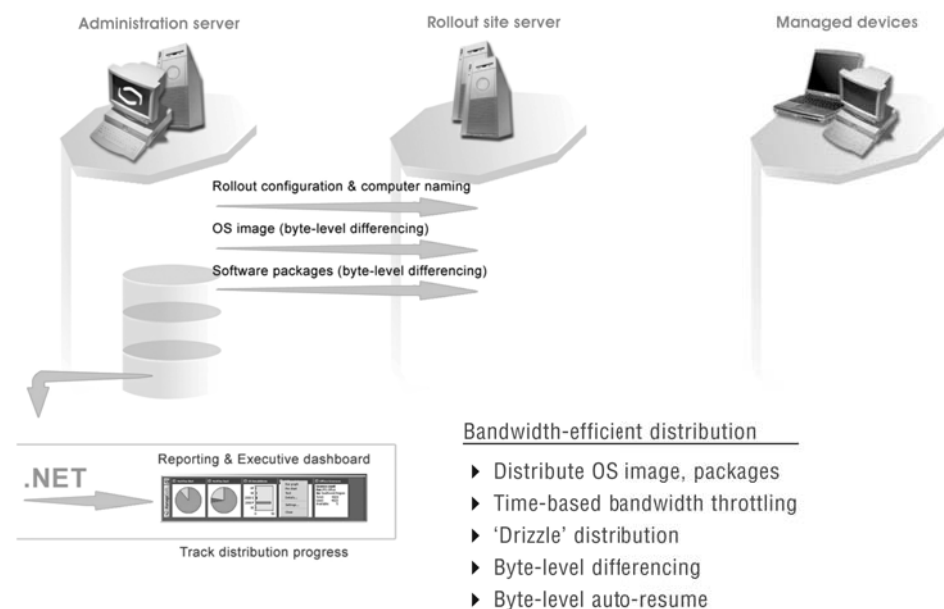 Administration server
Rollout site server
Managed devices
Rollout configuration & computer naming
OS image (byte-level differencing)
Software packages (byte-level differencing)
.NET
Reporting & Executive dashboard
Track distribution progress
Bandwidth-efficient distribution
Distribute OS image, packages
Time-based bandwidth throttling
‘Drizzle’ distribution
Byte-level differencing
Byte-level auto-resume